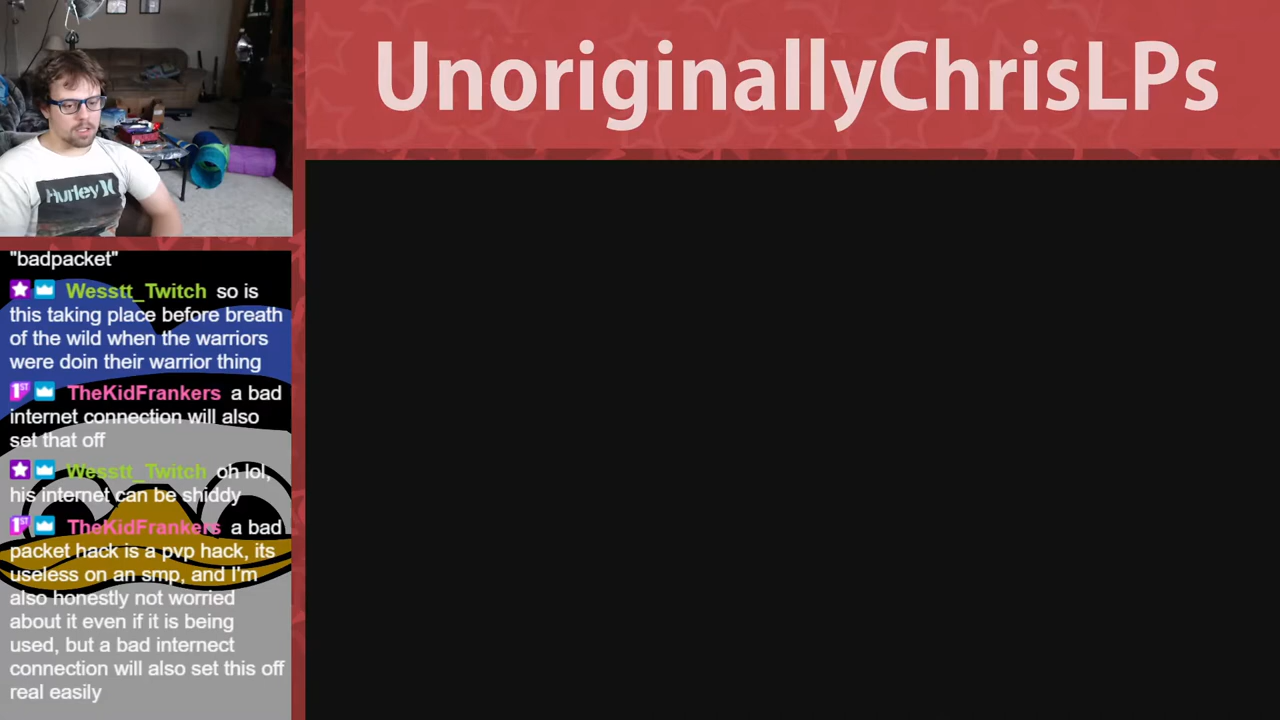 UnoriginallyChrisLPs
Hurley
"badpacket"
Wesstt_Twitch so is
this taking place before breath
of the wild when the warriors
were doin their warrior thing
1ST TheKidFrankers a bad
internet connection will also
set that off
Wesstt_Twitch oh lol,
his internet can be shiddy
1ST TheKidFrankers a bad
packet hack is a pvp hack, its
useless on an smp, and I'm
also honestly not worried
about it even if it is being
used, but a bad internect
connection will also set this off
real easily